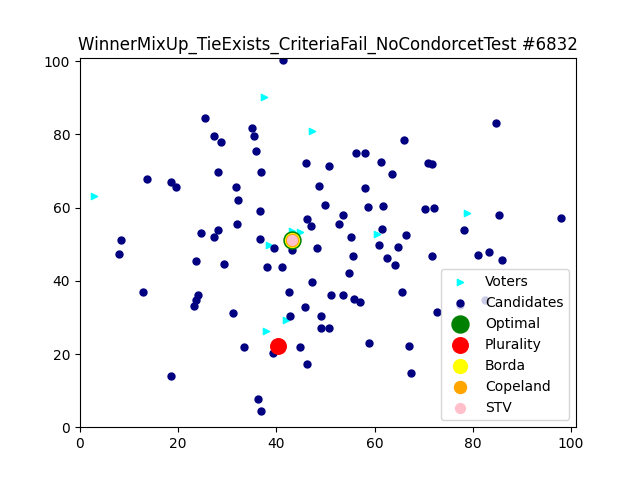 WinnerMixUp_TieExists_CriteriaFail_NoCondorcetTest #6832
100
80
60
40
20
0
0 20 40 60 80 100
Voters
Candidates
Optimal
Plurality
Borda
Copeland
STV